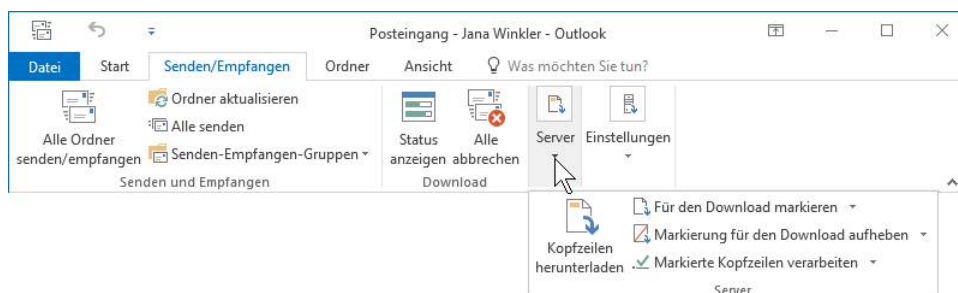 Posteingang - Jana Winkler - Outlook
Datei Start Senden/Empfangen Ordner Ansicht Was möchten Sie tun?
Alle Ordner
senden/empfangen
Ordner aktualisieren
Alle senden
Senden-Empfangen-Gruppen
Senden und Empfangen
Status
anzeigen
Alle
abbrechen
Download
Server
Einstellungen
Kopfzeilen
herunterladen
Für den Download markieren
Markierung für den Download aufheben
Markierte Kopfzeilen verarbeiten
Server